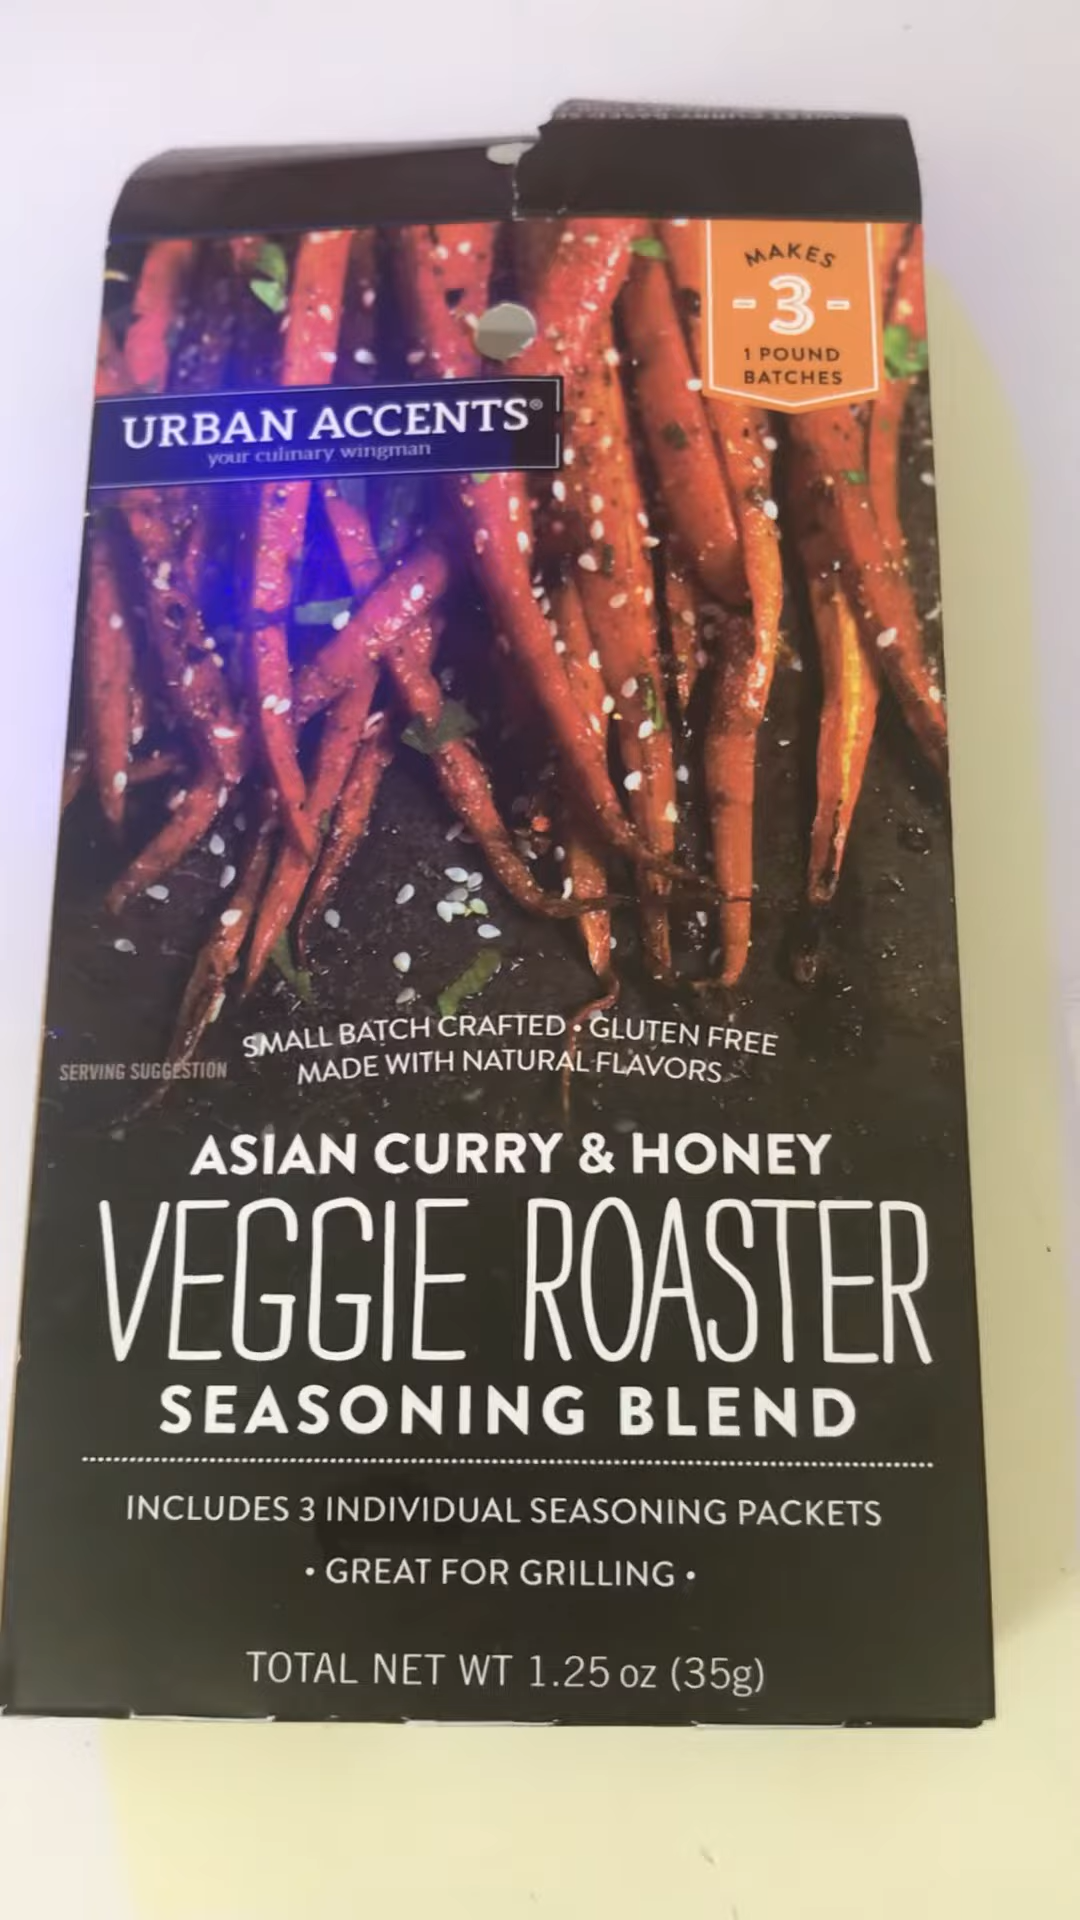 MAKES
-3-
1 POUND
BATCHES
URBAN ACCENTS®
your culinary wingman
SMALL BATCH CRAFTED • GLUTEN FREE
MADE WITH NATURAL FLAVORS
SERVING SUGGESTION
ASIAN CURRY & HONEY
VEGGIE ROASTER
SEASONING BLEND
INCLUDES 3 INDIVIDUAL SEASONING PACKETS
• GREAT FOR GRILLING •
TOTAL NET WT 1.25 oz (35g)